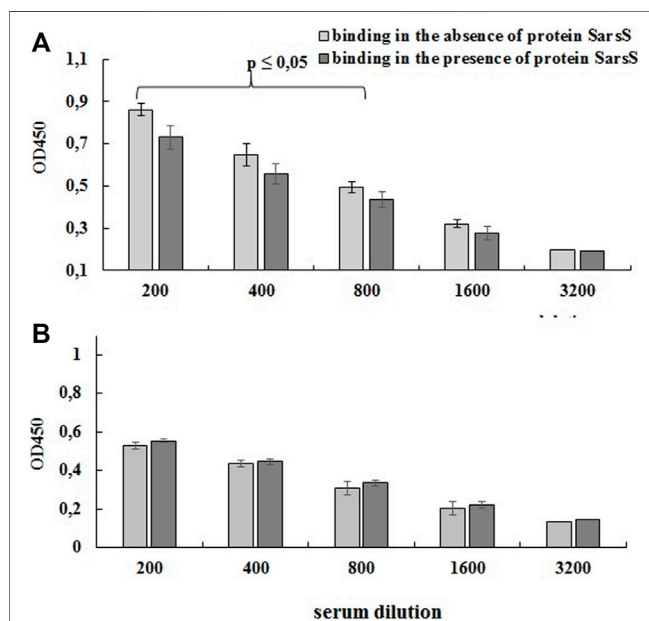 A
binding in the absence of protein SarsS
binding in the presence of protein SarsS
p ≤ 0,05
1,1
0,9
0,7
0,5
0,3
0,1
OD450
200 400 800 1600 3200
B
1
0,8
0,6
0,4
0,2
0
OD450
200 400 800 1600 3200
serum dilution